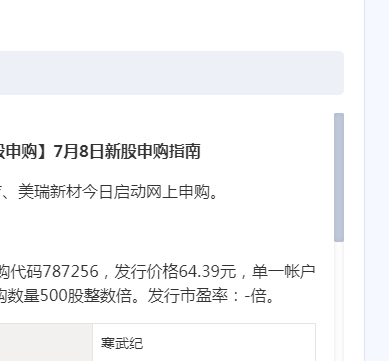 股申购】7月8日新股申购指南
、美瑞新材今日启动网上申购。
购代码787256，发行价格64.39元，单一帐户
购数量500股整数倍。发行市盈率：-倍。
寒武纪